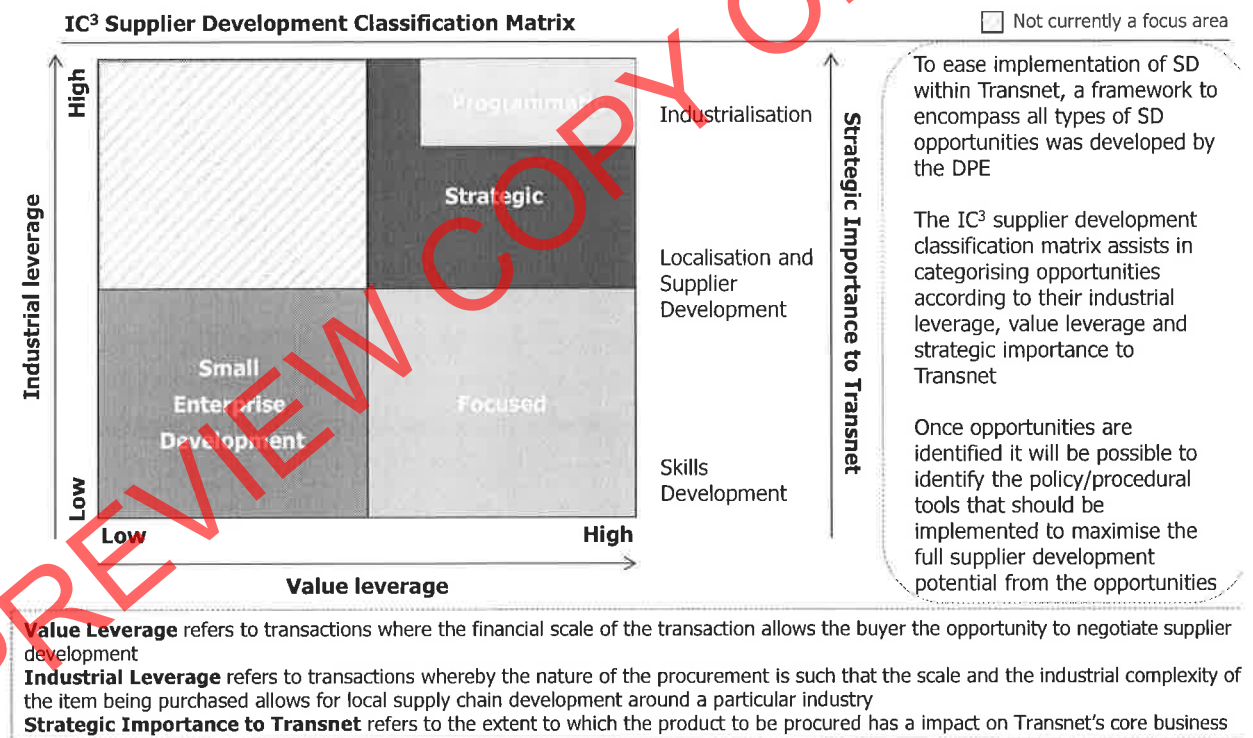 IC³ Supplier Development Classification Matrix
Not currently a focus area
High
Industrial leverage
Low
Programmatic
Strategic
Small
Enterprise
Development
Focused
Low
High
Value leverage
Industrialisation
Localisation and
Supplier
Development
Skills
Development
Strategic Importance to Transnet
To ease implementation of SD
within Transnet, a framework to
encompass all types of SD
opportunities was developed by
the DPE
The IC³ supplier development
classification matrix assists in
categorising opportunities
according to their industrial
leverage, value leverage and
strategic importance to
Transnet
Once opportunities are
identified it will be possible to
identify the policy/procedural
tools that should be
implemented to maximise the
full supplier development
potential from the opportunities
Value Leverage refers to transactions where the financial scale of the transaction allows the buyer the opportunity to negotiate supplier
development
Industrial Leverage refers to transactions whereby the nature of the procurement is such that the scale and the industrial complexity of
the item being purchased allows for local supply chain development around a particular industry
Strategic Importance to Transnet refers to the extent to which the product to be procured has a impact on Transnet's core business
PREVIEW COPY